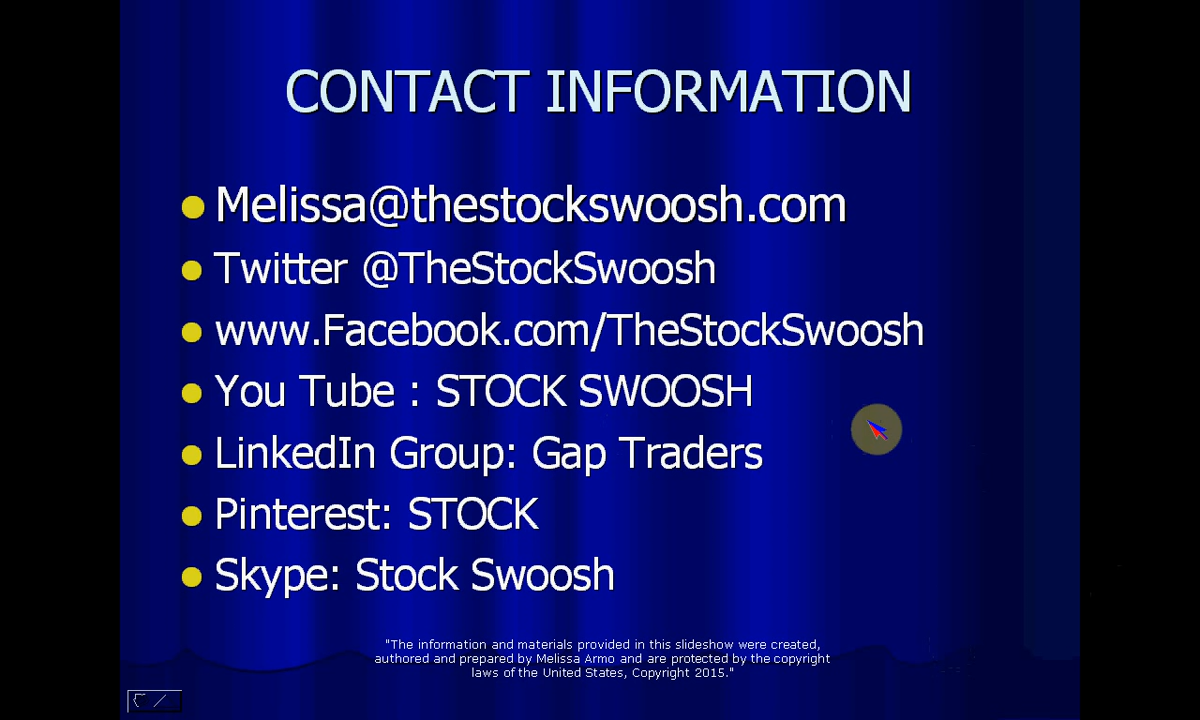 CONTACT INFORMATION
Melissa@thestockswoosh.com
Twitter @TheStockSwoosh
www.Facebook.com/TheStockSwoosh
You Tube : STOCK SWOOSH
LinkedIn Group: Gap Traders
Pinterest: STOCK
Skype: Stock Swoosh
"The information and materials provided in this slideshow were created,
authored and prepared by Melissa Armo and are protected by the copyright
laws of the United States, Copyright 2015."